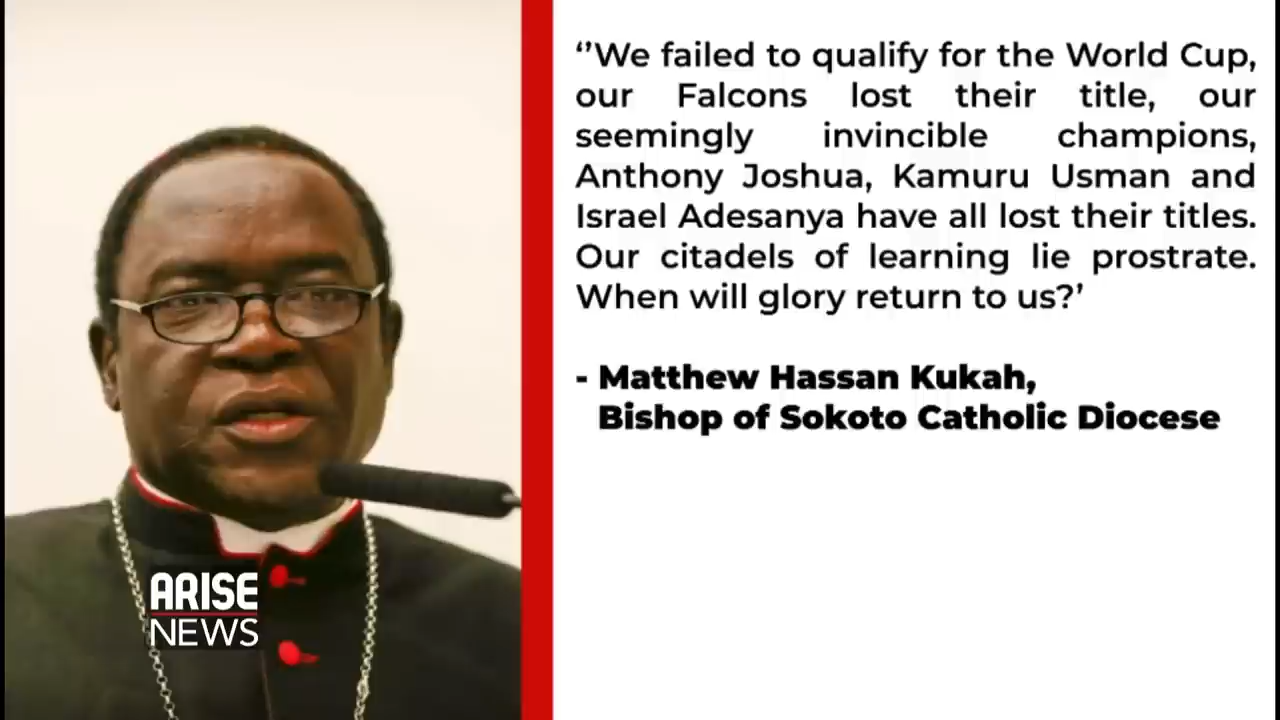 ‘’We failed to qualify for the World Cup,
our Falcons lost their title, our
seemingly invincible champions,
Anthony Joshua, Kamuru Usman and
Israel Adesanya have all lost their titles.
Our citadels of learning lie prostrate.
When will glory return to us?’
- Matthew Hassan Kukah,
Bishop of Sokoto Catholic Diocese
ARISE
NEWS